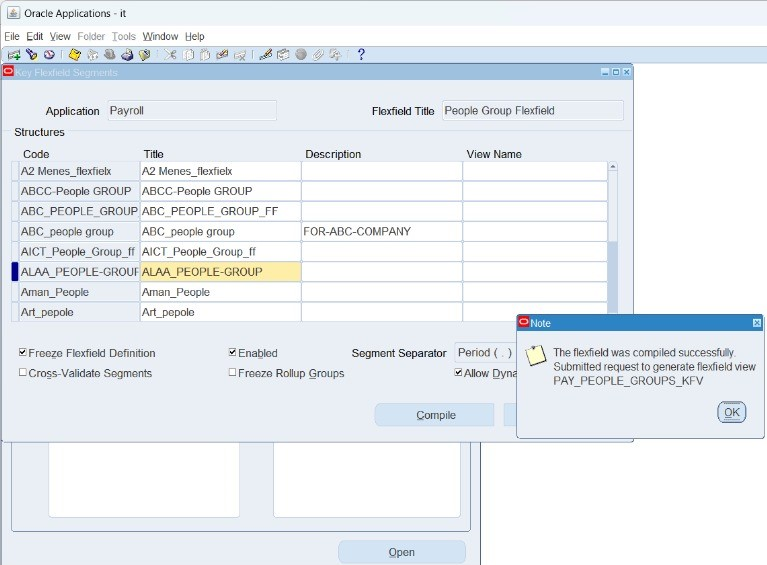 Oracle Applications - it
File Edit View Folder Tools Window Help
?
Key Flexfield Segments
Application Payroll Flexfield Title People Group Flexfield
Structures
Code Title Description View Name
A2 Menes_flexfielx A2 Menes_flexfielx
ABCC-People GROUP ABCC-People GROUP
ABC_PEOPLE_GROUP_ ABC_PEOPLE_GROUP_FF
ABC_people group ABC_people group FOR-ABC-COMPANY
AICT_People_Group_ff AICT_People_Group_ff
ALAA_PEOPLE-GROUP ALAA_PEOPLE-GROUP
Aman_People Aman_People
Art_pepole Art_pepole
Freeze Flexfield Definition Enabled Segment Separator Period ( . )
Cross-Validate Segments Freeze Rollup Groups Allow Dyna
Compile
Note
The flexfield was compiled successfully.
Submitted request to generate flexfield view
PAY_PEOPLE_GROUPS_KFV
OK
Open